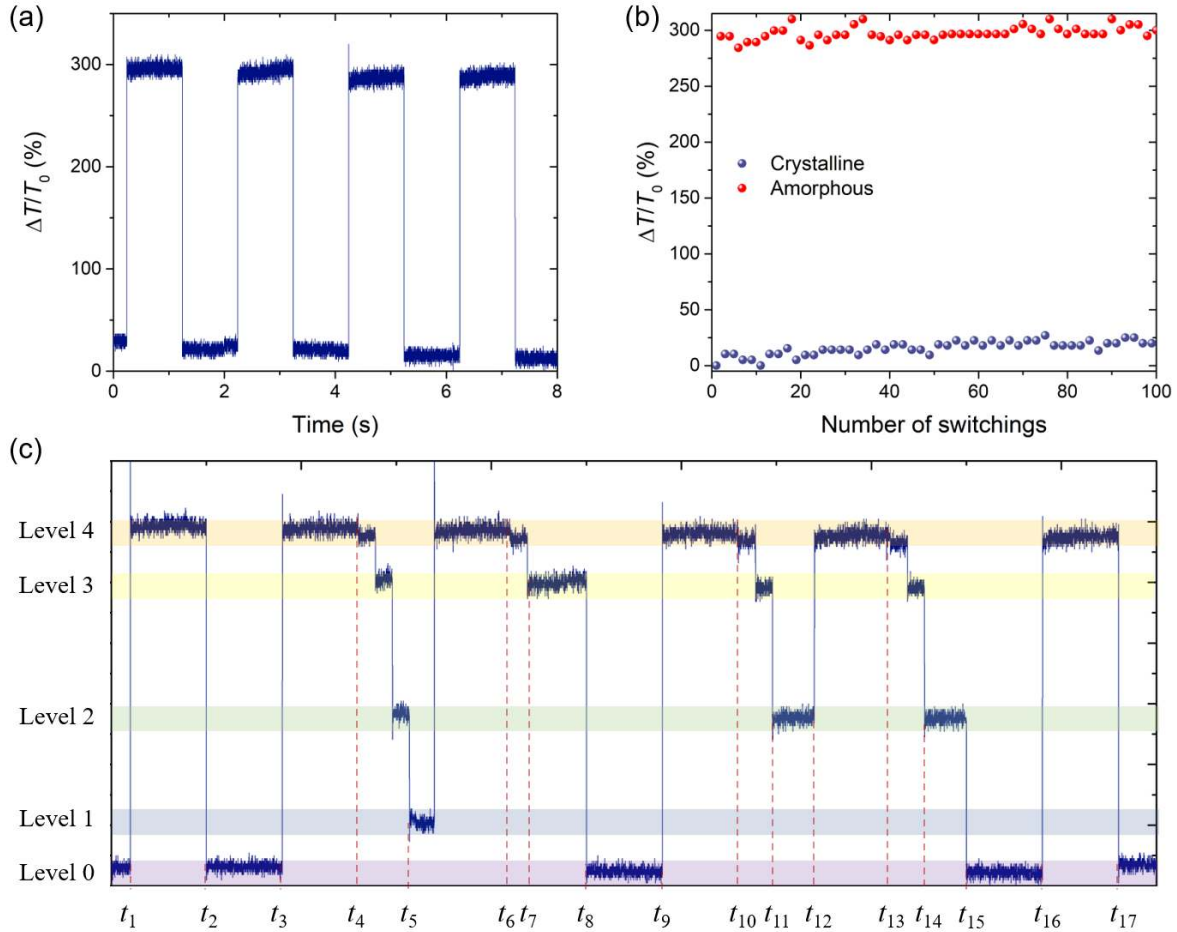 (a)
ΔT/T₀ (%)
300
200
100
0
0 2 4 6 8
Time (s)
(b)
ΔT/T₀ (%)
300
250
200
150
100
50
0
Crystalline
Amorphous
0 20 40 60 80 100
Number of switchings
(c)
Level 4
Level 3
Level 2
Level 1
Level 0
t₁ t₂ t₃ t₄ t₅ t₆ t₇ t₈ t₉ t₁₀ t₁₁ t₁₂ t₁₃ t₁₄ t₁₅ t₁₆ t₁₇